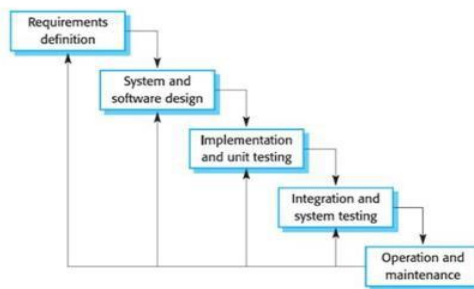 Requirements
definition
System and
software design
Implementation
and unit testing
Integration and
system testing
Operation and
maintenance